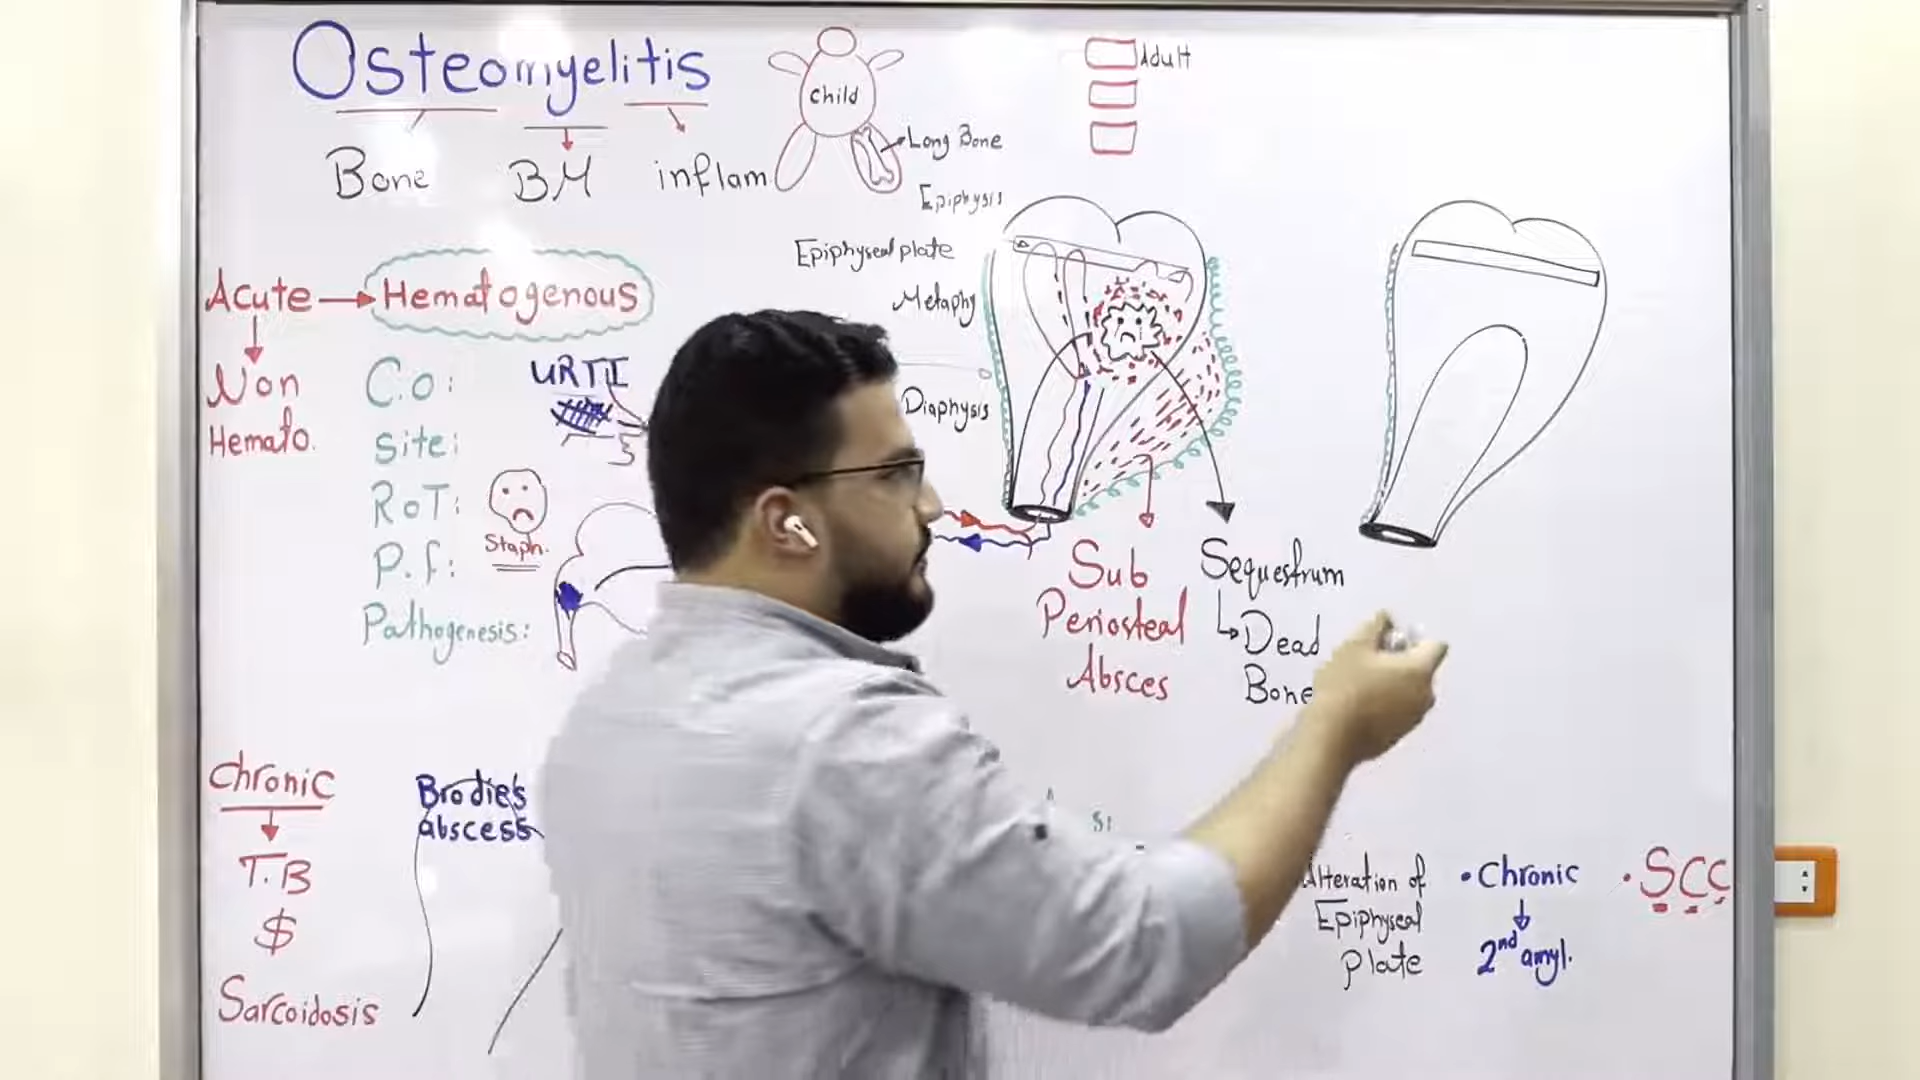 Osteomyelitis
Bone BM inflam
child
Long Bone
Adult
Epiphysis
Epiphyseal plate
Metaphy
Diaphysis
Acute → Hematogenous
Non
Hemato.
C.O:
Site:
RoT:
P.f:
Pathogenesis:
URTI
Staph.
Sub
Periosteal
Absces
Sequestrum
Dead
Bone
Chronic
T.B
$
Sarcoidosis
Brodie's
abscess
Alteration of
Epiphyseal
plate
• Chronic
2nd amyl.
• SCC